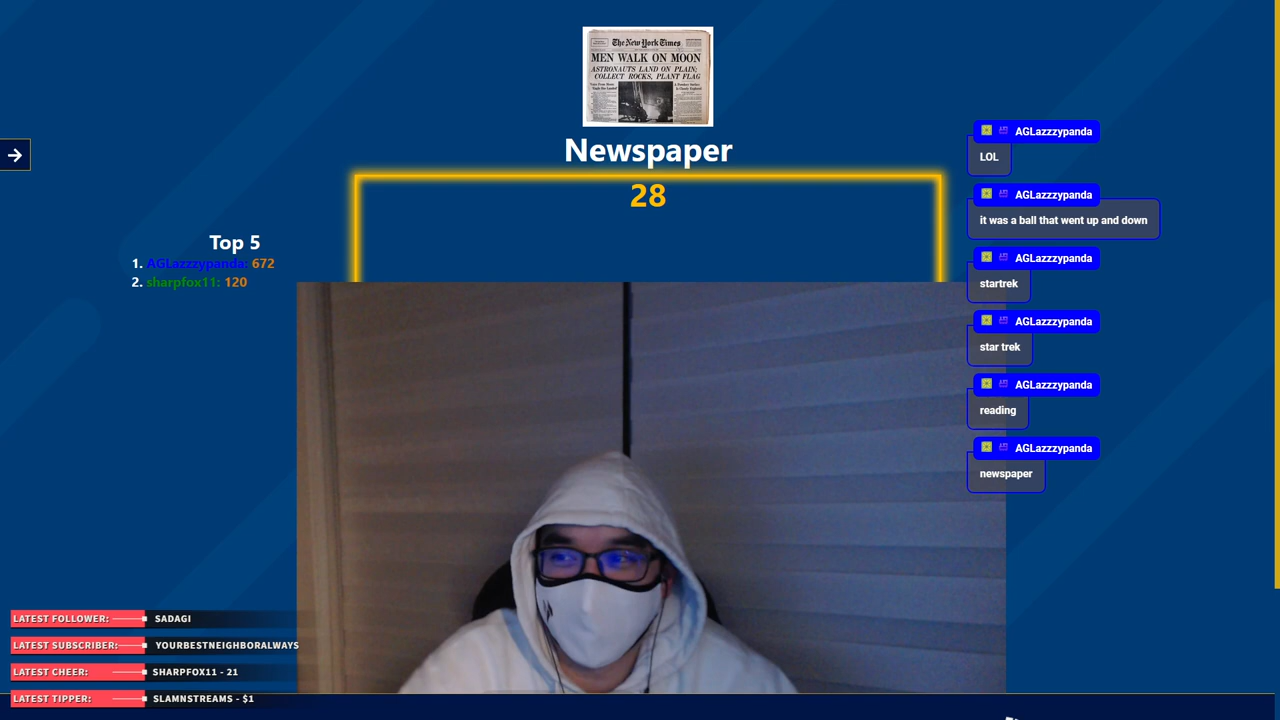 The New York Times
MEN WALK ON MOON
ASTRONAUTS LAND ON PLAIN;
COLLECT ROCKS, PLANT FLAG
Newspaper
28
Top 5
1. AGLazzzypanda: 672
2. sharpfox11: 120
AGLazzzypanda
LOL
AGLazzzypanda
it was a ball that went up and down
AGLazzzypanda
startrek
AGLazzzypanda
star trek
AGLazzzypanda
reading
AGLazzzypanda
newspaper
LATEST FOLLOWER: SADAGI
LATEST SUBSCRIBER: YOURBESTNEIGHBORALWAYS
LATEST CHEER: SHARPFOX11 - 21
LATEST TIPPER: SLAMNSTREAMS - $1